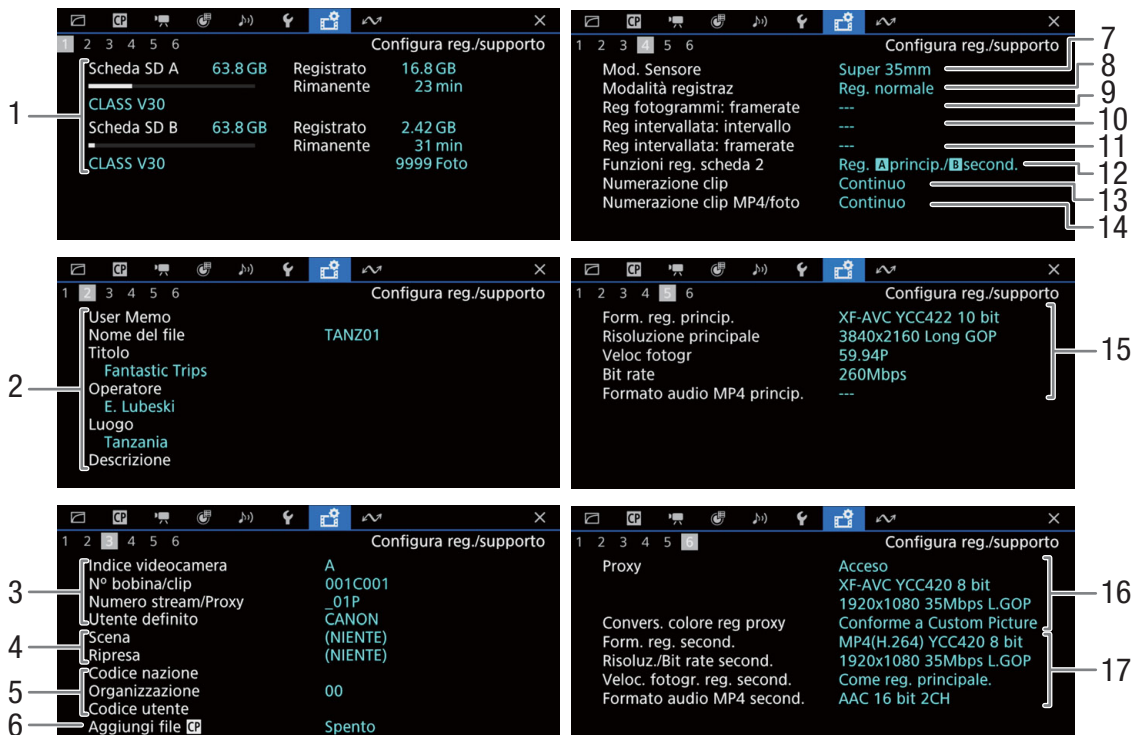 CP
×
1 2 3 4 5 6
Configura reg./supporto
Scheda SD A 63.8 GB Registrato 16.8 GB
Rimanente 23 min
CLASS V30
Scheda SD B 63.8 GB Registrato 2.42 GB
Rimanente 31 min
CLASS V30 9999 Foto
1
CP
×
1 2 3 4 5 6
Configura reg./supporto
User Memo
Nome del file TANZ01
Titolo
Fantastic Trips
Operatore
E. Lubeski
Luogo
Tanzania
Descrizione
2
CP
×
1 2 3 4 5 6
Configura reg./supporto
Indice videocamera A
Nº bobina/clip 001C001
Numero stream/Proxy _01P
Utente definito CANON
Scena (NIENTE)
Ripresa (NIENTE)
Codice nazione
Organizzazione 00
Codice utente
Aggiungi file CP Spento
3
4
5
6
CP
×
1 2 3 4 5 6
Configura reg./supporto
Mod. Sensore Super 35mm
Modalità registraz Reg. normale
Reg fotogrammi: framerate ---
Reg intervallata: intervallo ---
Reg intervallata: framerate ---
Funzioni reg. scheda 2 Reg. A princip./B second.
Numerazione clip Continuo
Numerazione clip MP4/foto Continuo
7
8
9
10
11
12
13
14
CP
×
1 2 3 4 5 6
Configura reg./supporto
Form. reg. princip. XF-AVC YCC422 10 bit
Risoluzione principale 3840x2160 Long GOP
Veloc fotogr 59.94P
Bit rate 260Mbps
Formato audio MP4 princip. ---
15
CP
×
1 2 3 4 5 6
Configura reg./supporto
Proxy Acceso
XF-AVC YCC420 8 bit
1920x1080 35Mbps L.GOP
Convers. colore reg proxy Conforme a Custom Picture
Form. reg. second. MP4(H.264) YCC420 8 bit
Risoluz./Bit rate second. 1920x1080 35Mbps L.GOP
Veloc. fotogr. reg. second. Come reg. principale.
Formato audio MP4 second. AAC 16 bit 2CH
16
17